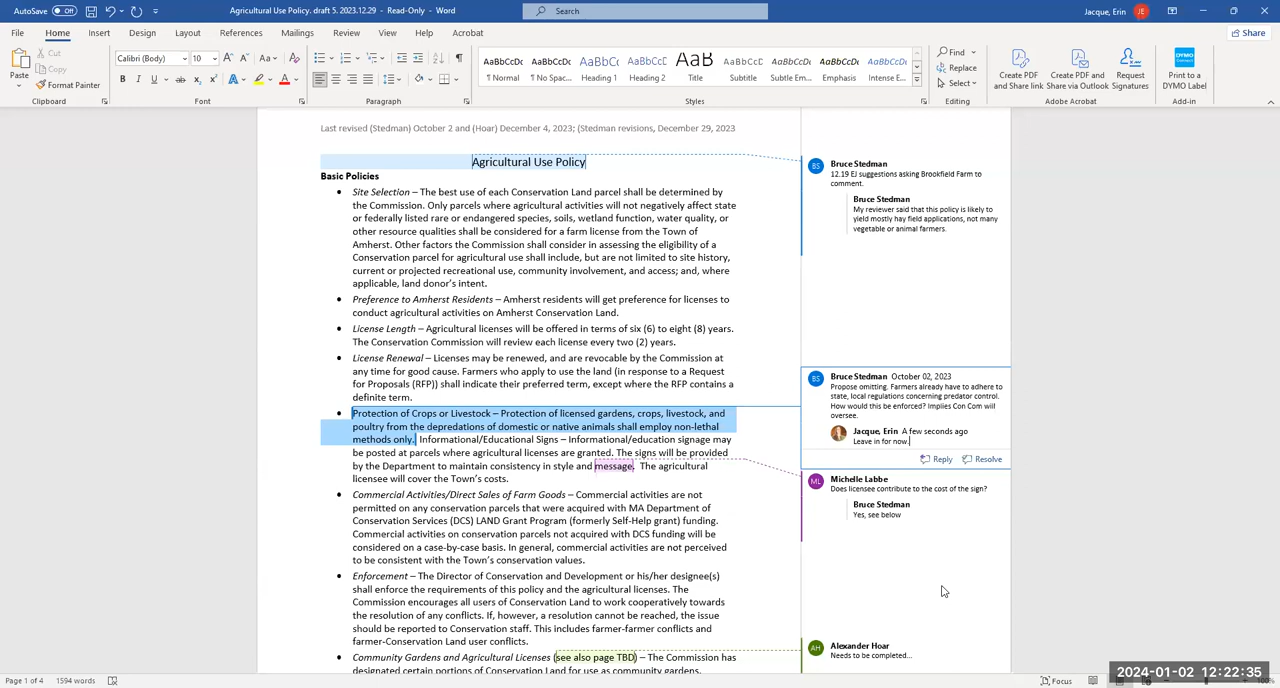 AutoSave Off
Agricultural Use Policy. draft 5. 2023.12.29 - Read-Only - Word
Search
Jacque, Erin JE
File Home Insert Design Layout References Mailings Review View Help Acrobat
Share
Paste
Cut
Copy
Format Painter
Clipboard
Calibri (Body) 10
Font
Paragraph
AaBbCcDc AaBbCcDc AaBbCc AaBbCcC AaB AaBbCcC AaBbCcDc AaBbCcDc AaBbCcDc
¶ Normal ¶ No Spac... Heading 1 Heading 2 Title Subtitle Subtle Em... Emphasis Intense E...
Styles
Find
Replace
Select
Editing
Create PDF and Share link
Create PDF and Share via Outlook
Request Signatures
Adobe Acrobat
Print to a DYMO Label
Add-in
Last revised (Stedman) October 2 and (Hoar) December 4, 2023; (Stedman revisions, December 29, 2023
Agricultural Use Policy
Basic Policies
• Site Selection – The best use of each Conservation Land parcel shall be determined by
the Commission. Only parcels where agricultural activities will not negatively affect state
or federally listed rare or endangered species, soils, wetland function, water quality, or
other resource qualities shall be considered for a farm license from the Town of
Amherst. Other factors the Commission shall consider in assessing the eligibility of a
Conservation parcel for agricultural use shall include, but are not limited to site history,
current or projected recreational use, community involvement, and access; and, where
applicable, land donor's intent.
• Preference to Amherst Residents – Amherst residents will get preference for licenses to
conduct agricultural activities on Amherst Conservation Land.
• License Length – Agricultural licenses will be offered in terms of six (6) to eight (8) years.
The Conservation Commission will review each license every two (2) years.
• License Renewal – Licenses may be renewed, and are revocable by the Commission at
any time for good cause. Farmers who apply to use the land (in response to a Request
for Proposals (RFP)) shall indicate their preferred term, except where the RFP contains a
definite term.
• Protection of Crops or Livestock – Protection of licensed gardens, crops, livestock, and
poultry from the depredations of domestic or native animals shall employ non-lethal
methods only. Informational/Educational Signs – Informational/education signage may
be posted at parcels where agricultural licenses are granted. The signs will be provided
by the Department to maintain consistency in style and message. The agricultural
licensee will cover the Town's costs.
• Commercial Activities/Direct Sales of Farm Goods – Commercial activities are not
permitted on any conservation parcels that were acquired with MA Department of
Conservation Services (DCS) LAND Grant Program (formerly Self-Help grant) funding.
Commercial activities on conservation parcels not acquired with DCS funding will be
considered on a case-by-case basis. In general, commercial activities are not perceived
to be consistent with the Town's conservation values.
• Enforcement – The Director of Conservation and Development or his/her designee(s)
shall enforce the requirements of this policy and the agricultural licenses. The
Commission encourages all users of Conservation Land to work cooperatively towards
the resolution of any conflicts. If, however, a resolution cannot be reached, the issue
should be reported to Conservation staff. This includes farmer-farmer conflicts and
farmer-Conservation Land user conflicts.
• Community Gardens and Agricultural Licenses (see also page TBD) – The Commission has
designated certain portions of Conservation Land for use as community gardens.
BS Bruce Stedman
12.19 EJ suggestions asking Brookfield Farm to
comment.
Bruce Stedman
My reviewer said that this policy is likely to
yield mostly hay field applications, not many
vegetable or animal farmers.
BS Bruce Stedman October 02, 2023
Propose omitting. Farmers already have to adhere to
state, local regulations concerning predator control.
How would this be enforced? Implies Con Com will
oversee.
Jacque, Erin A few seconds ago
Leave in for now.
Reply Resolve
ML Michelle Labbe
Does licensee contribute to the cost of the sign?
Bruce Stedman
Yes, see below
AH Alexander Hoar
Needs to be completed...
Page 1 of 4 1594 words
Focus
2024-01-02 12:22:35